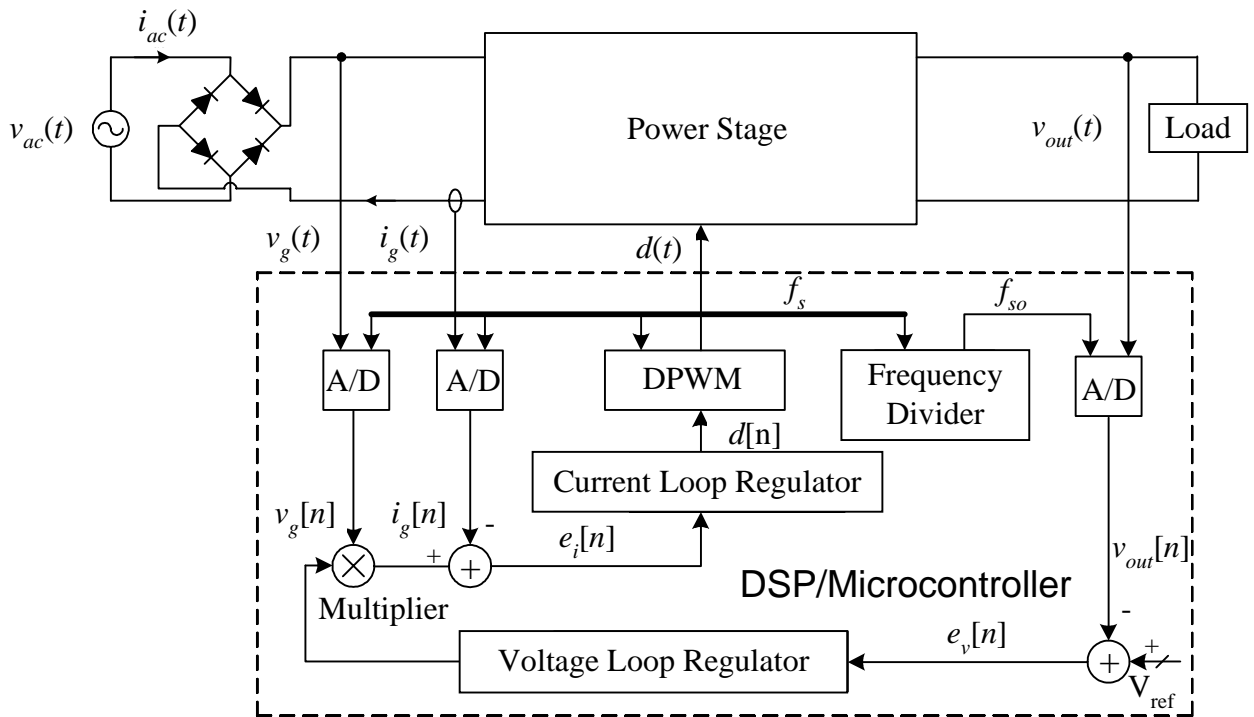 i_ac(t)
v_ac(t)
Power Stage
v_out(t)
Load
v_g(t)
i_g(t)
d(t)
f_s
f_so
A/D
A/D
DPWM
Frequency
Divider
A/D
d[n]
Current Loop Regulator
v_g[n]
i_g[n]
-
+
+
e_i[n]
v_out[n]
Multiplier
DSP/Microcontroller
-
Voltage Loop Regulator
e_v[n]
+
+
V_ref